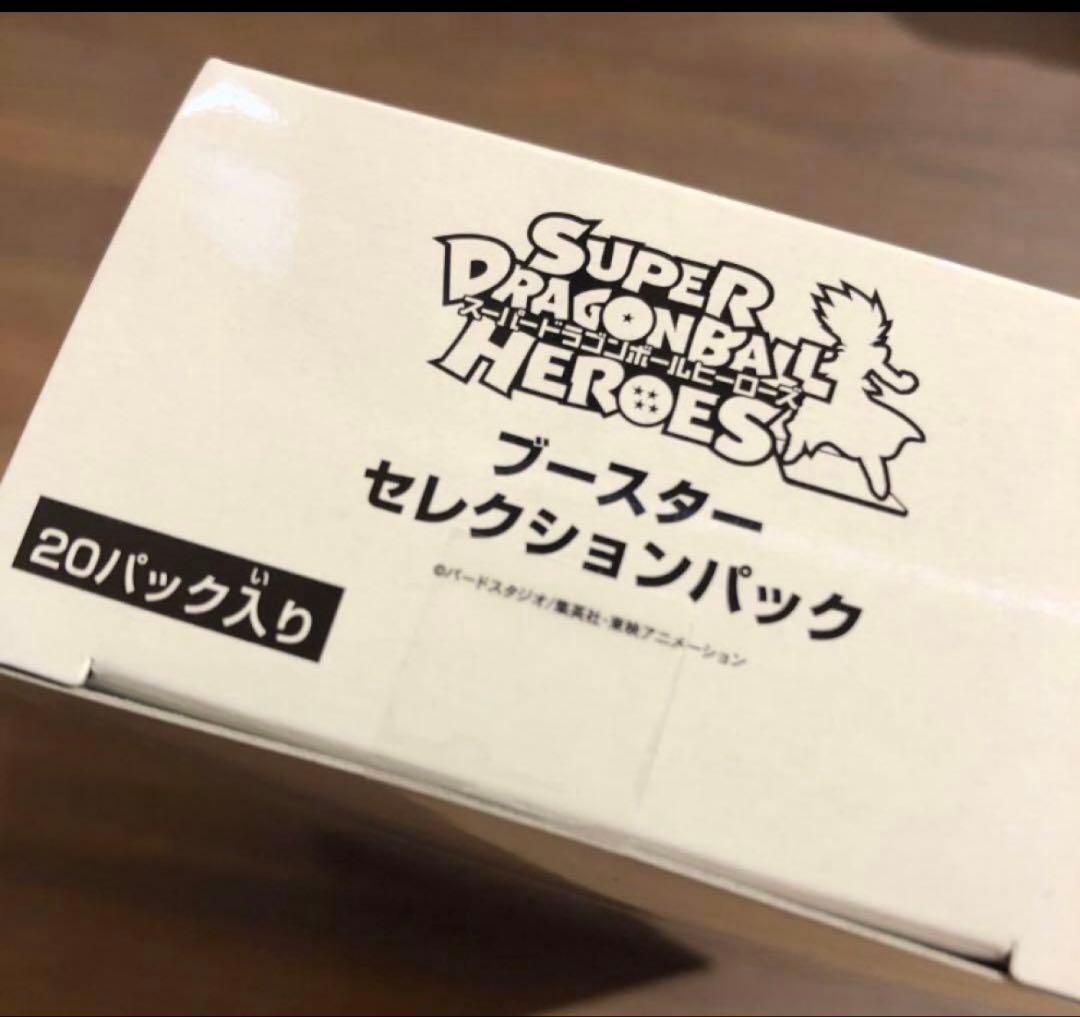 SUPER
DRAGONBALL
スーパードラゴンボールヒーローズ
HEROES
ブースター
セレクションパック
©バードスタジオ/集英社・東映アニメーション
い
20パック入り